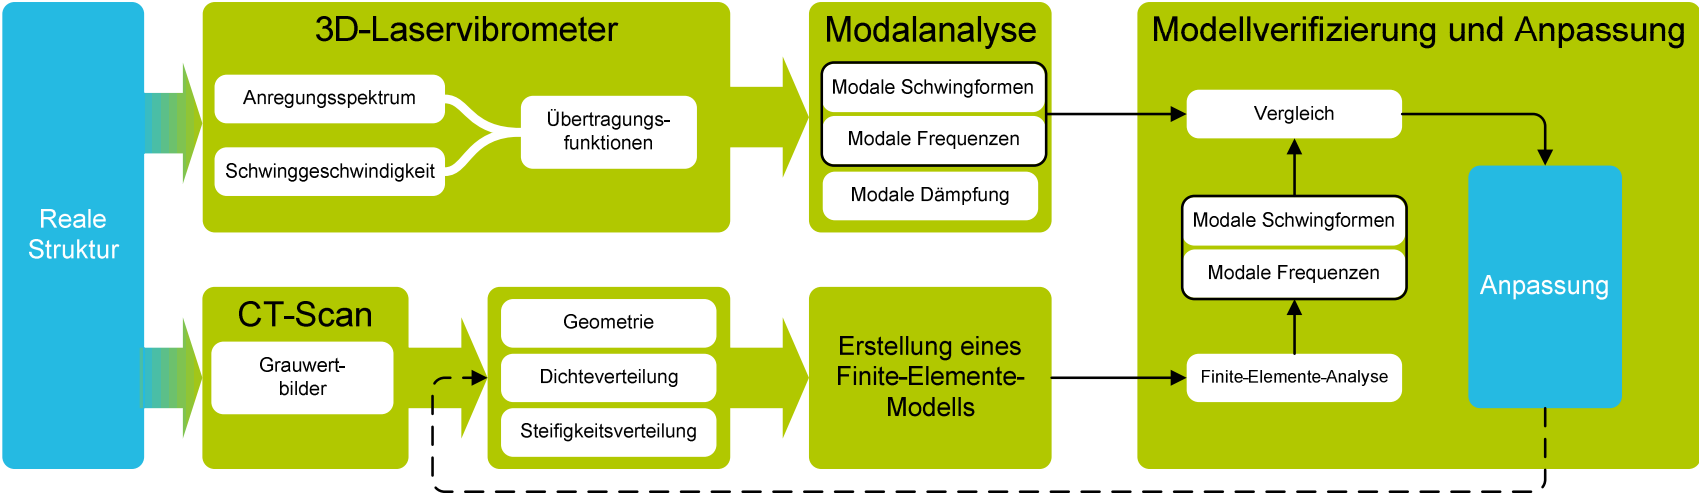 Reale
Struktur
3D-Laservibrometer
Anregungsspektrum
Schwinggeschwindigkeit
Übertragungs-
funktionen
Modalanalyse
Modale Schwingformen
Modale Frequenzen
Modale Dämpfung
CT-Scan
Grauwert-
bilder
Geometrie
Dichteverteilung
Steifigkeitsverteilung
Erstellung eines
Finite-Elemente-
Modells
Modellverifizierung und Anpassung
Vergleich
Modale Schwingformen
Modale Frequenzen
Finite-Elemente-Analyse
Anpassung